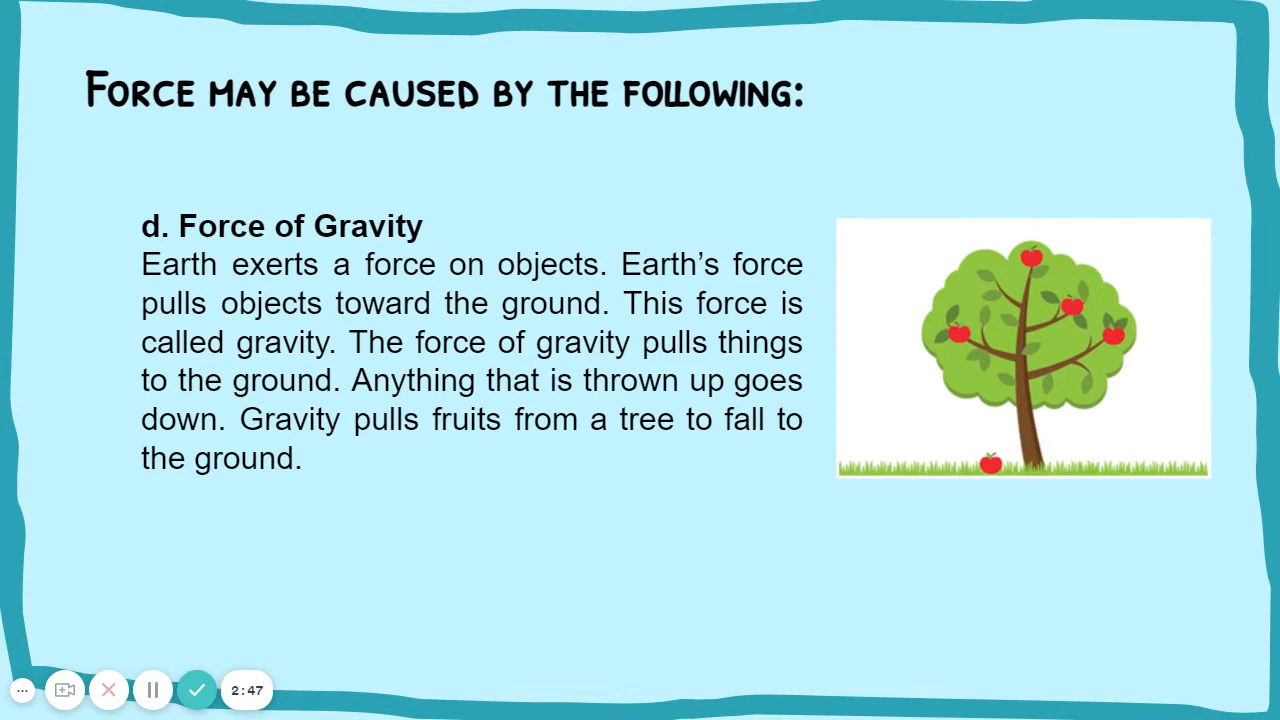 Force may be caused by the following:
d. Force of Gravity
Earth exerts a force on objects. Earth’s force
pulls objects toward the ground. This force is
called gravity. The force of gravity pulls things
to the ground. Anything that is thrown up goes
down. Gravity pulls fruits from a tree to fall to
the ground.
2:47